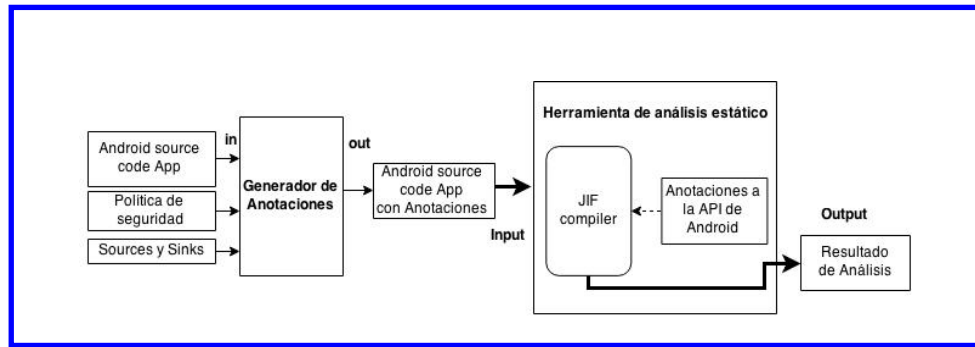 Android source
code App
Política de
seguridad
Sources y Sinks
in
Generador de
Anotaciones
out
Android source
code App
con Anotaciones
Input
Herramienta de análisis estático
JIF
compiler
Anotaciones a
la API de
Android
Output
Resultado
de Análisis